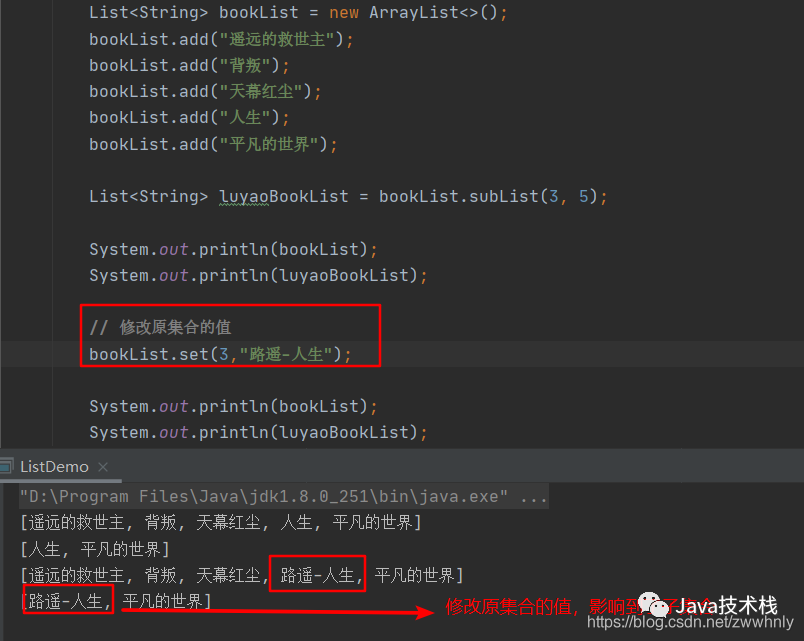 List<String> bookList = new ArrayList<>();
bookList.add("遥远的救世主");
bookList.add("背叛");
bookList.add("天幕红尘");
bookList.add("人生");
bookList.add("平凡的世界");
List<String> luyaoBookList = bookList.subList(3, 5);
System.out.println(bookList);
System.out.println(luyaoBookList);
// 修改原集合的值
bookList.set(3,"路遥-人生");
System.out.println(bookList);
System.out.println(luyaoBookList);
ListDemo ×
"D:\Program Files\Java\jdk1.8.0_251\bin\java.exe" ...
[遥远的救世主, 背叛, 天幕红尘, 人生, 平凡的世界]
[人生, 平凡的世界]
[遥远的救世主, 背叛, 天幕红尘, 路遥-人生, 平凡的世界]
[路遥-人生, 平凡的世界]
修改原集合的值，影响到
Java技术栈
https://blog.csdn.net/zwwhnly